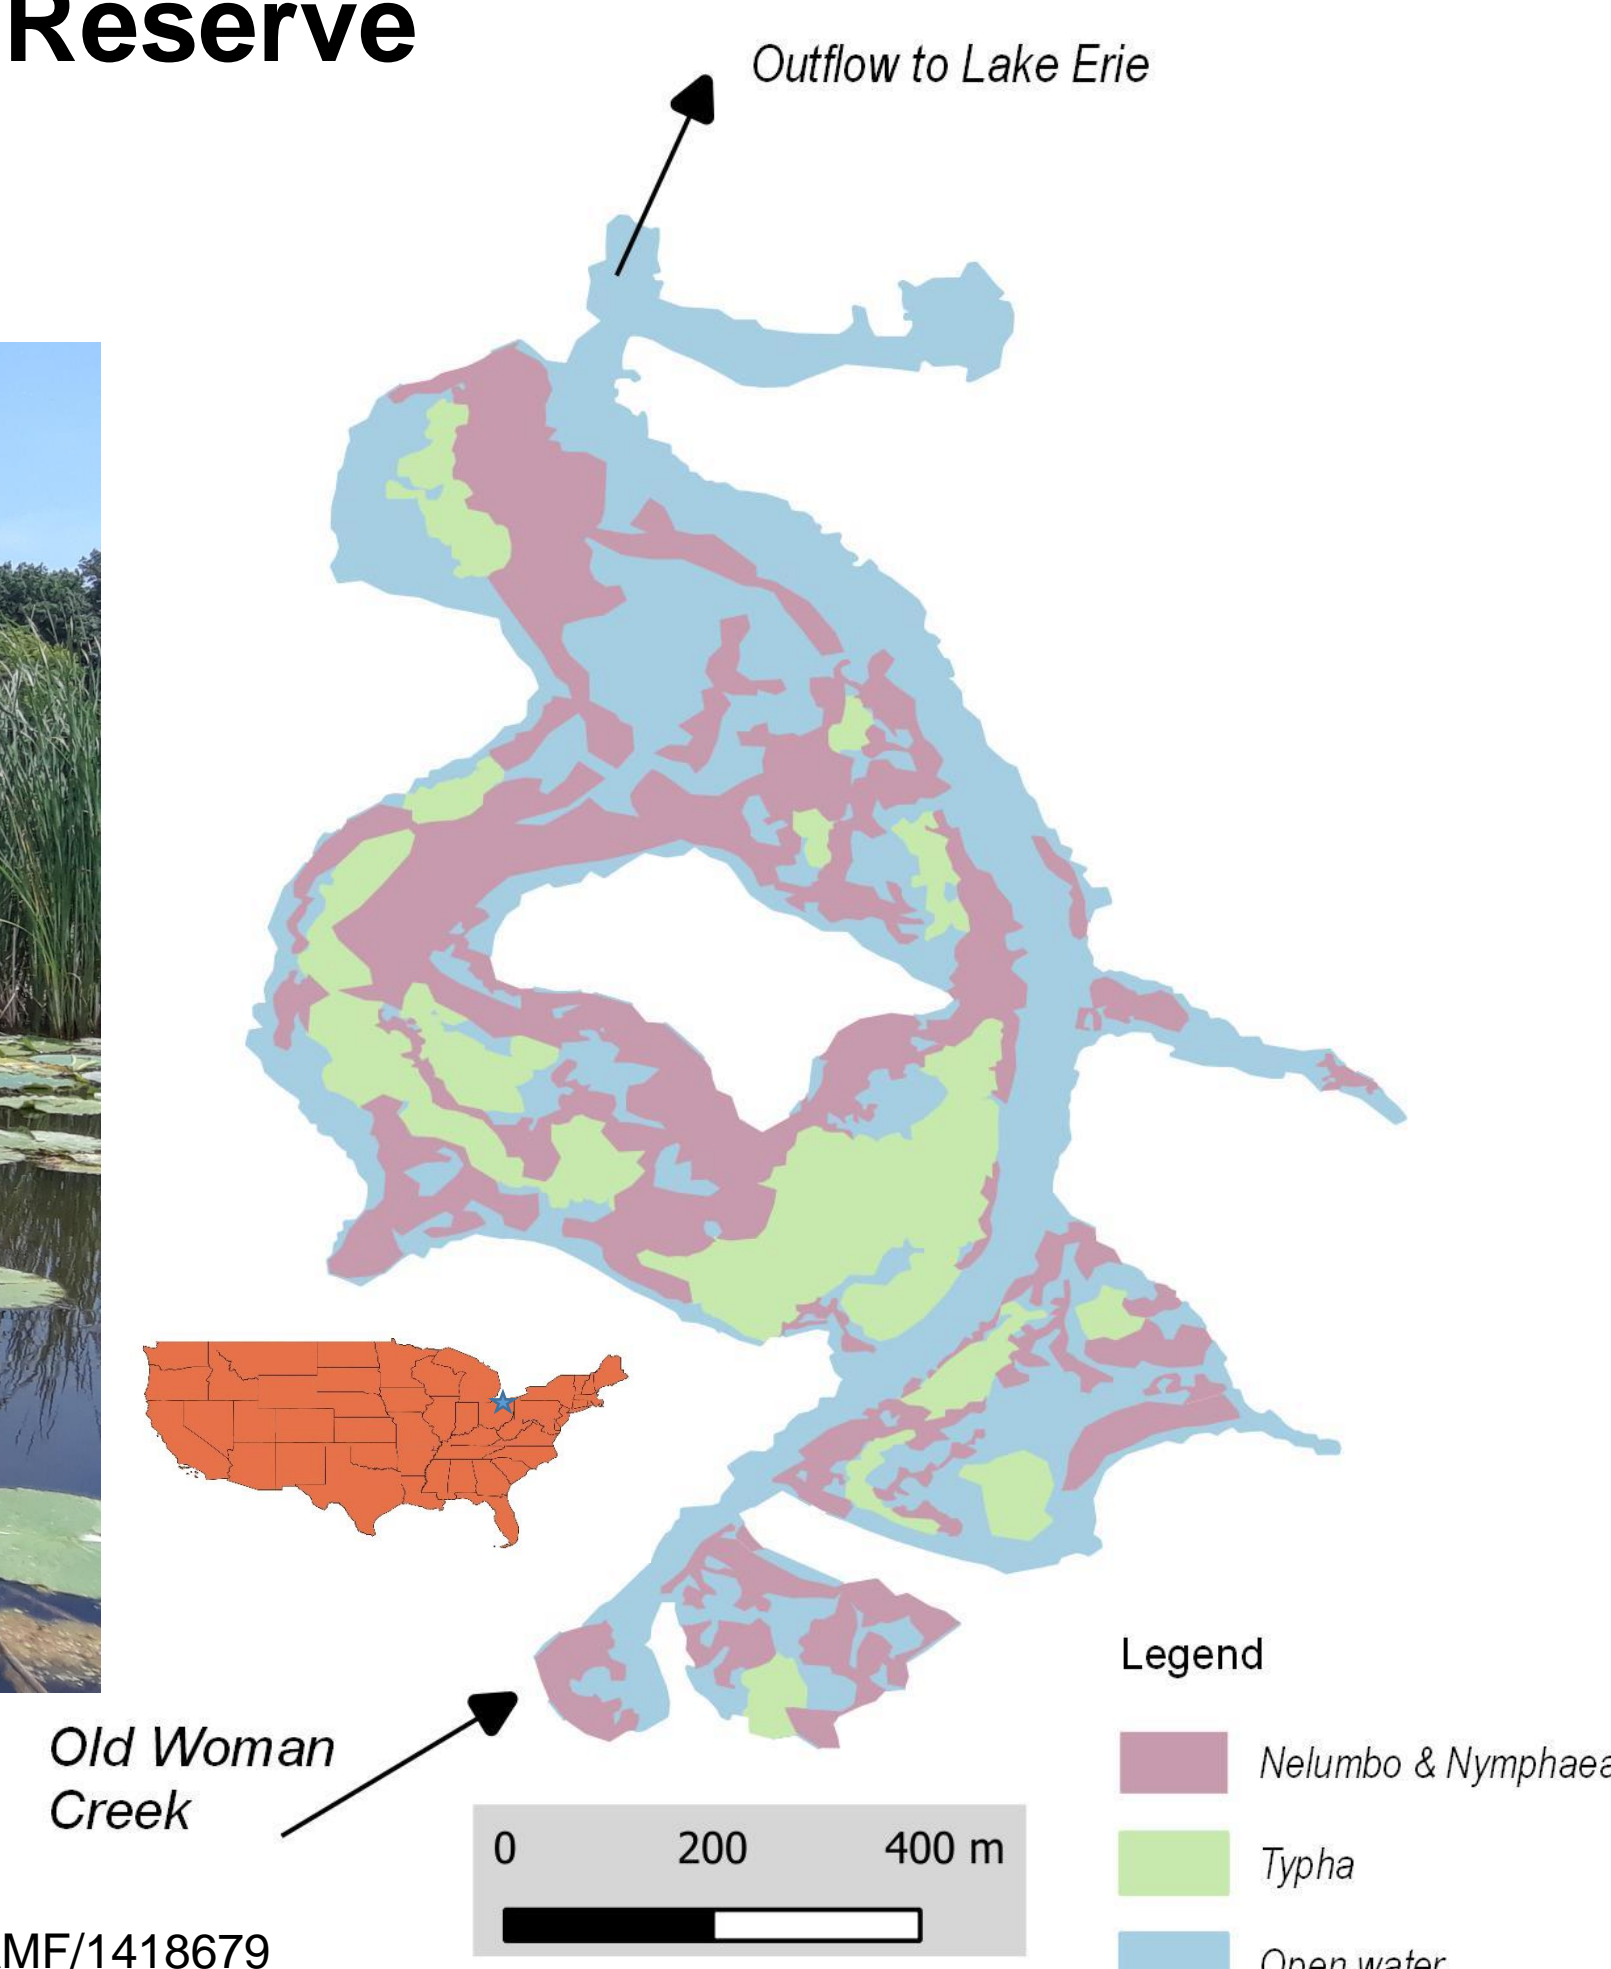 Reserve
Outflow to Lake Erie
Old Woman
Creek
Legend
Nelumbo & Nymphaea
Typha
Open water
0 200 400 m
MF/1418679